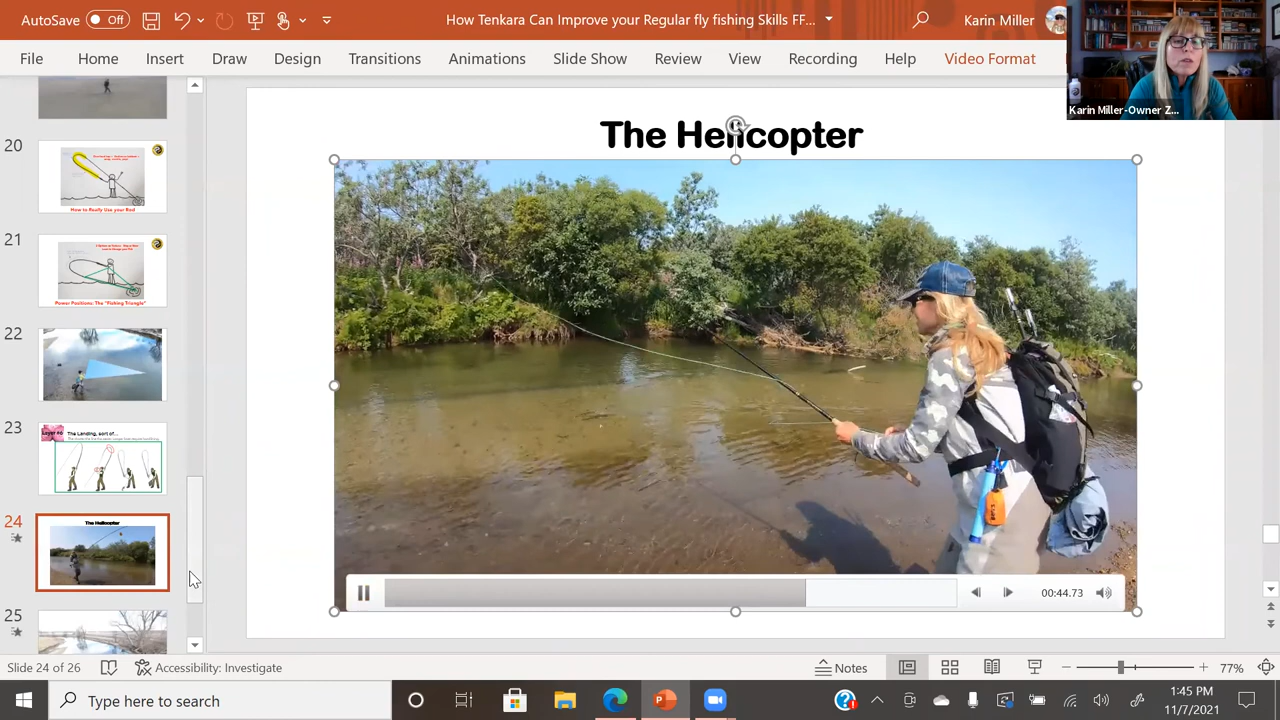 AutoSave Off How Tenkara Can Improve your Regular fly fishing Skills FF... Karin Miller
File Home Insert Draw Design Transitions Animations Slide Show Review View Recording Help Video Format
Karin Miller-Owner Z...
20
How to Really Use your Rod
21
Power Positions: The "Fishing Triangle"
22
23
The Landing, sort of...
24
The Helicopter
25
The Helicopter
00:44.73
Slide 24 of 26 Accessibility: Investigate Notes 77%
Type here to search
1:45 PM
11/7/2021